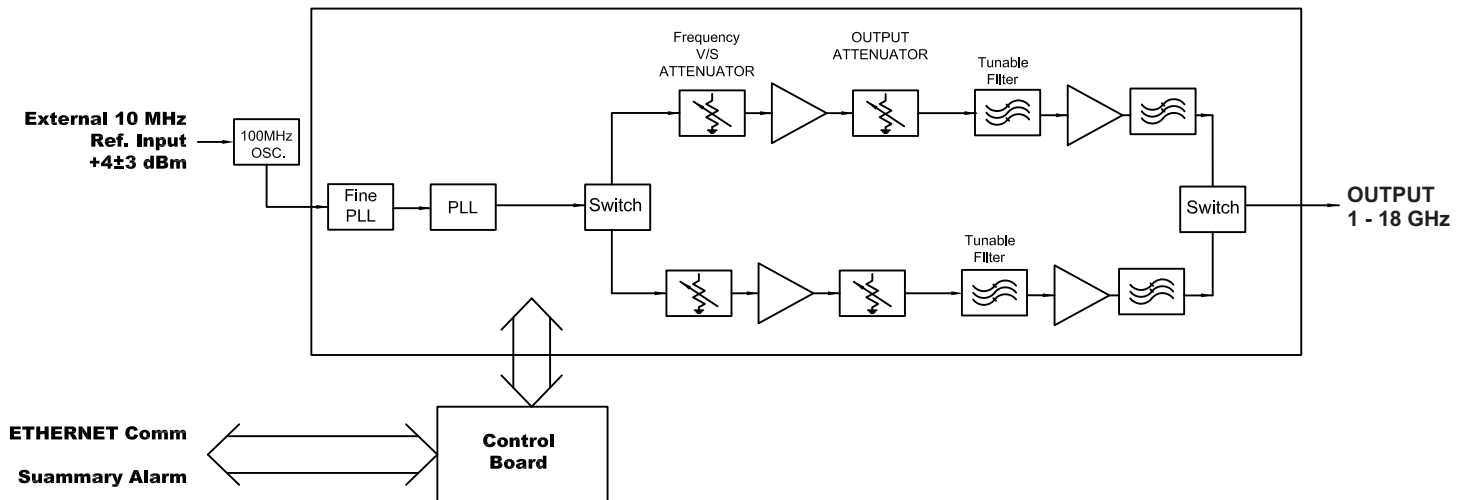 Frequency
V/S
ATTENUATOR
OUTPUT
ATTENUATOR
Tunable
Filter
External 10 MHz
Ref. Input
+4±3 dBm
100MHz
OSC.
Fine
PLL
PLL
Switch
Switch
OUTPUT
1 - 18 GHz
Tunable
Filter
ETHERNET Comm
Suammary Alarm
Control
Board